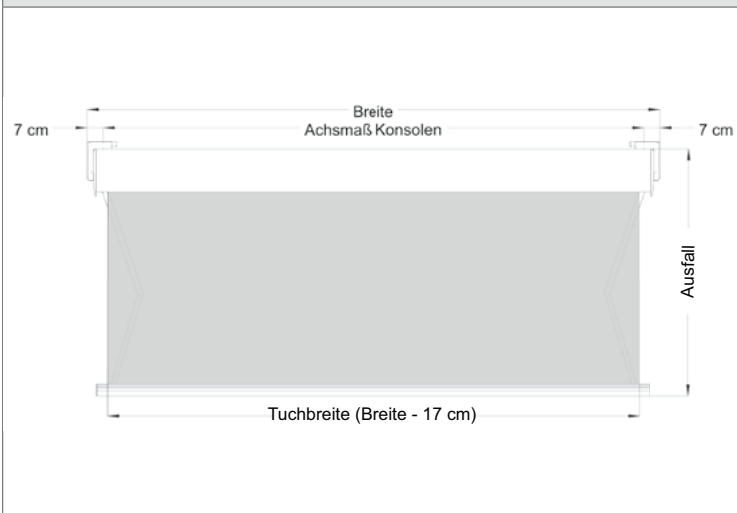 Breite
7 cm
Achsmaß Konsolen
7 cm
Ausfall
Tuchbreite (Breite - 17 cm)